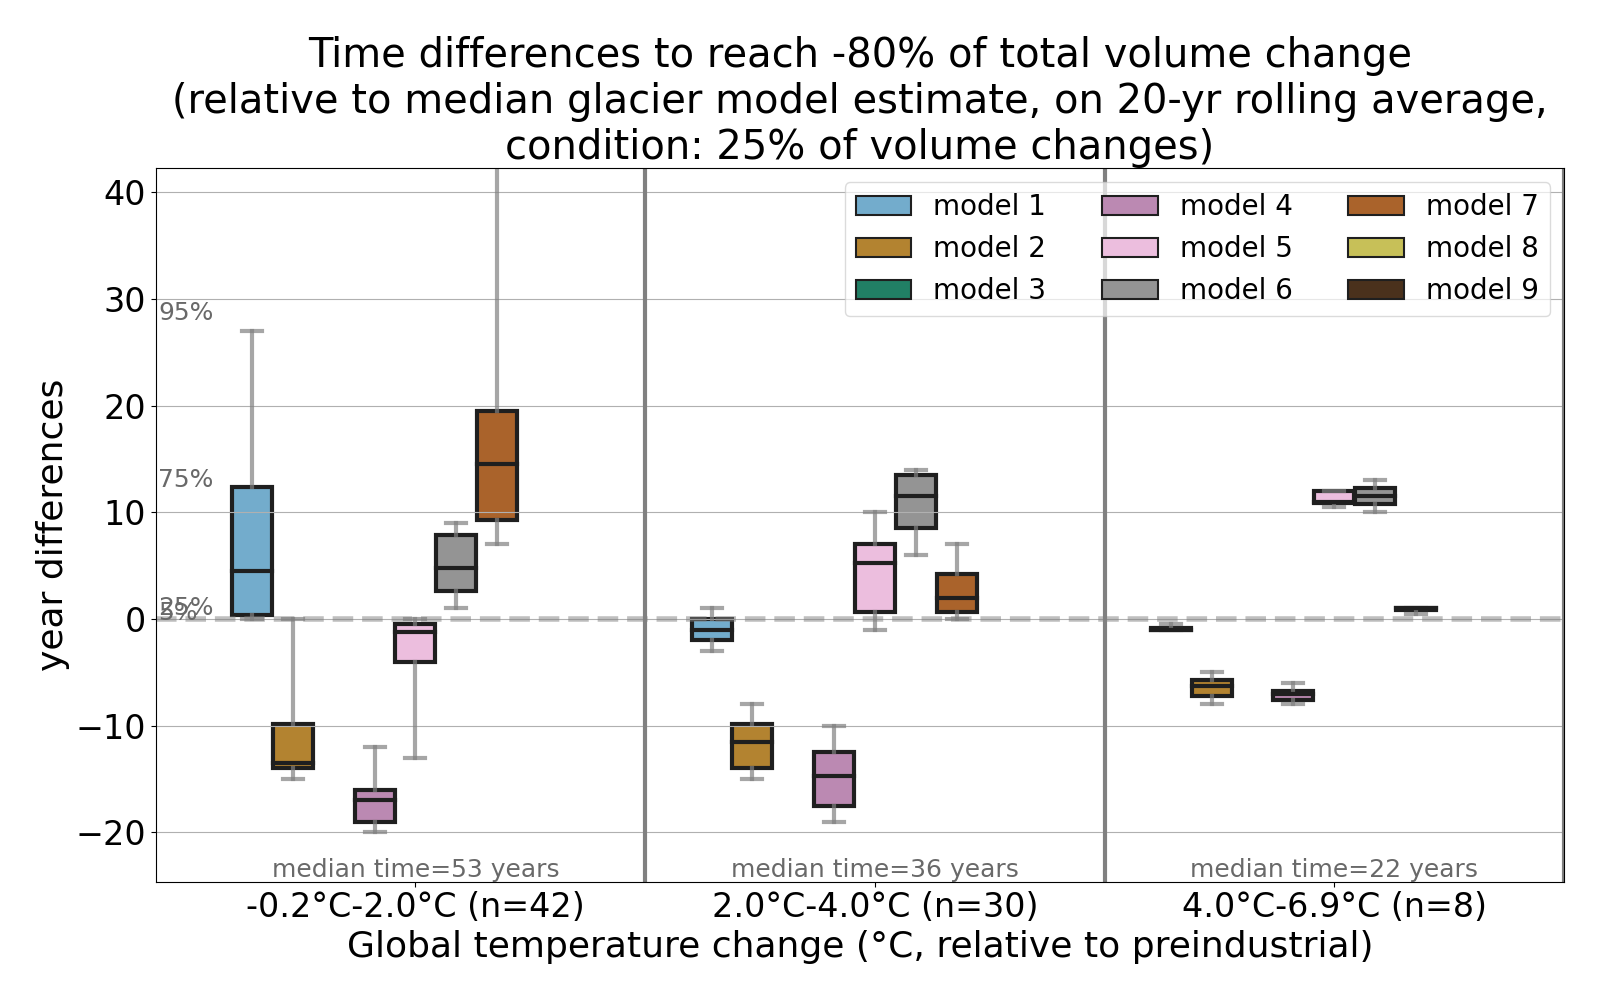 Time differences to reach -80% of total volume change
(relative to median glacier model estimate, on 20-yr rolling average,
condition: 25% of volume changes)
model 1
model 2
model 3
model 4
model 5
model 6
model 7
model 8
model 9
year differences
40
30
20
10
0
−10
−20
95%
75%
25%
5%
median time=53 years
median time=36 years
median time=22 years
-0.2°C-2.0°C (n=42)
2.0°C-4.0°C (n=30)
4.0°C-6.9°C (n=8)
Global temperature change (°C, relative to preindustrial)